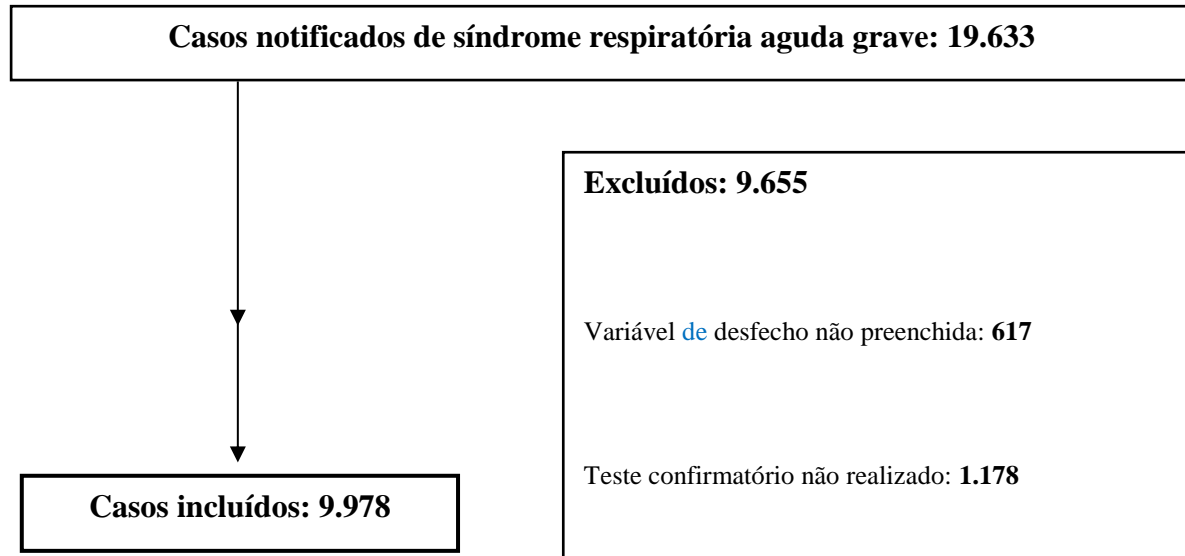 Casos notificados de síndrome respiratória aguda grave: 19.633
Excluídos: 9.655
Variável de desfecho não preenchida: 617
Teste confirmatório não realizado: 1.178
Casos incluídos: 9.978